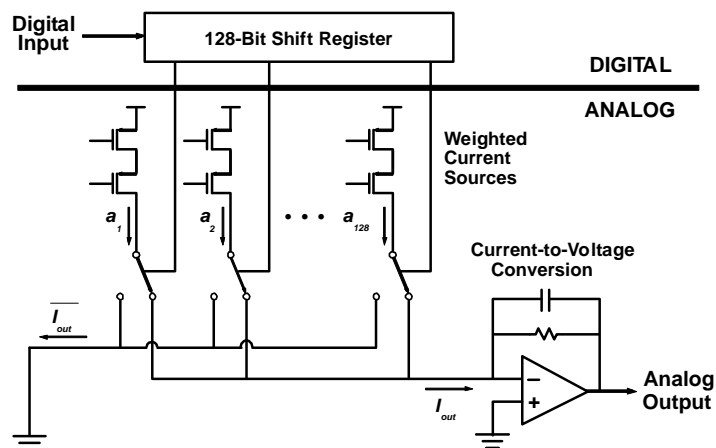 Digital
Input
128-Bit Shift Register
DIGITAL
ANALOG
Weighted
Current
Sources
a1
a2
• • •
a128
Current-to-Voltage
Conversion
Iout
Iout
−
+
Analog
Output